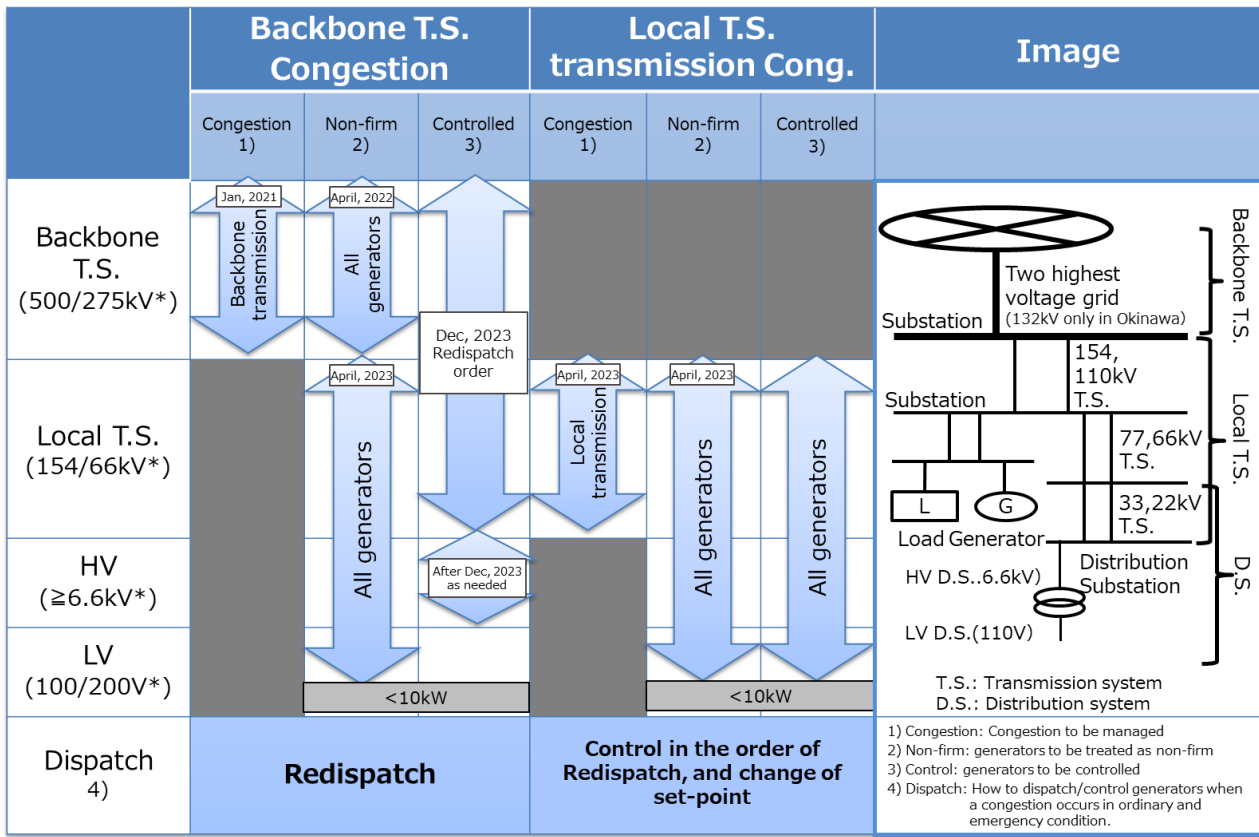 Backbone T.S.
Congestion
Local T.S.
transmission Cong.
Image
Congestion
1)
Non-firm
2)
Controlled
3)
Congestion
1)
Non-firm
2)
Controlled
3)
Backbone
T.S.
(500/275kV*)
Jan, 2021
Backbone
transmission
April, 2022
All
generators
Dec, 2023
Redispatch
order
Local T.S.
(154/66kV*)
April, 2023
All generators
April, 2023
Local
transmission
April, 2023
All generators
All generators
HV
(≧6.6kV*)
After Dec, 2023
as needed
LV
(100/200V*)
<10kW
<10kW
Dispatch
4)
Redispatch
Control in the order of
Redispatch, and change of
set-point
Two highest
voltage grid
(132kV only in Okinawa)
Substation
Backbone T.S.
154,
110kV
T.S.
Substation
Local T.S.
77,66kV
T.S.
L
G
33,22kV
T.S.
Load Generator
Distribution
Substation
D.S.
HV D.S..6.6kV)
LV D.S.(110V)
T.S.: Transmission system
D.S.: Distribution system
1) Congestion: Congestion to be managed
2) Non-firm: generators to be treated as non-firm
3) Control: generators to be controlled
4) Dispatch: How to dispatch/control generators when
a congestion occurs in ordinary and
emergency condition.